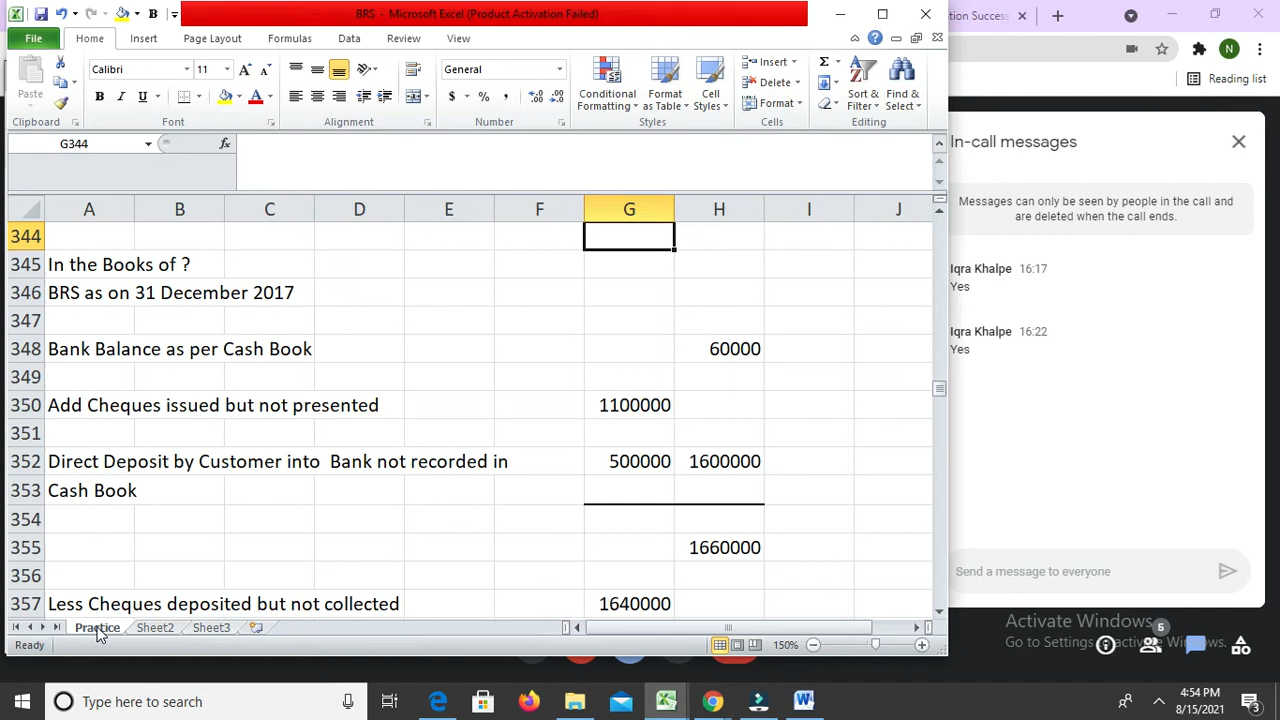 BRS - Microsoft Excel (Product Activation Failed)
tion Success
File Home Insert Page Layout Formulas Data Review View
N
Reading list
Paste
Calibri 11
General
B I U
$ % ,
Conditional Formatting
Format as Table
Cell Styles
Insert
Delete
Format
Sort & Filter
Find & Select
Clipboard Font Alignment Number Styles Cells Editing
G344 fx
A B C D E F G H I J
344
345 In the Books of ?
346 BRS as on 31 December 2017
347
348 Bank Balance as per Cash Book 60000
349
350 Add Cheques issued but not presented 1100000
351
352 Direct Deposit by Customer into Bank not recorded in 500000 1600000
353 Cash Book
354
355 1660000
356
357 Less Cheques deposited but not collected 1640000
Practice Sheet2 Sheet3
Ready 150%
In-call messages
Messages can only be seen by people in the call and
are deleted when the call ends.
Iqra Khalpe 16:17
Yes
Iqra Khalpe 16:22
Yes
Send a message to everyone
Activate Windows
Go to Settings to activate Windows.
5
Type here to search
4:54 PM
8/15/2021
3